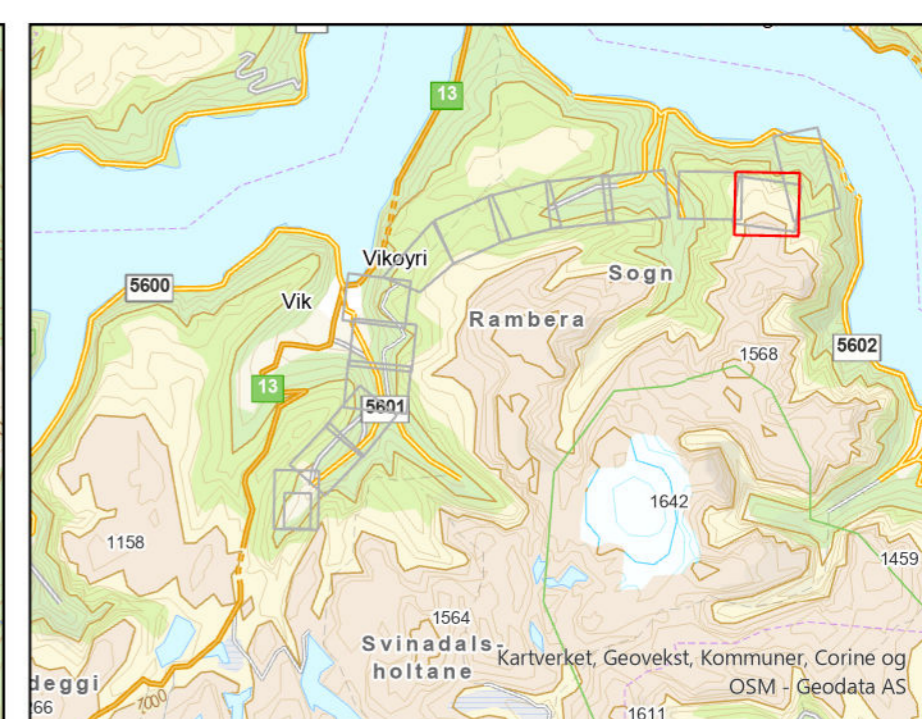 13
Vikøyri
5600
Vik
Sogn
Rambera
5602
1568
13
5601
1642
1158
1459
1564
Svinadals-
holtane
Kartverket, Geovekst, Kommuner, Corine og
OSM - Geodata AS
deggi
1000
1611